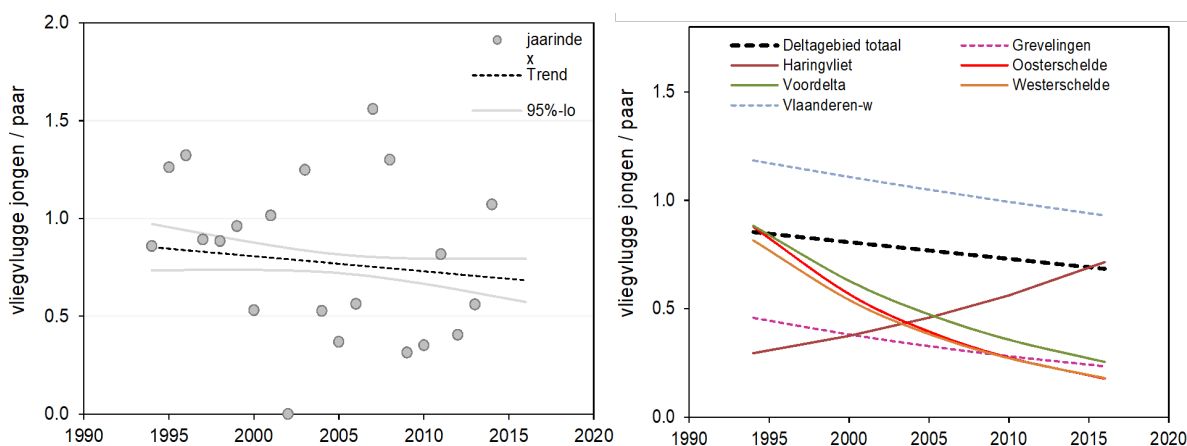 vliegvlugge jongen / paar
2.0
1.5
1.0
0.5
0.0
1990
1995
2000
2005
2010
2015
2020
jaarinde
x
Trend
95%-lo
vliegvlugge jongen / paar
1.5
1.0
0.5
0.0
1990
1995
2000
2005
2010
2015
2020
Deltagebied totaal
Grevelingen
Haringvliet
Oosterschelde
Voordelta
Westerschelde
Vlaanderen-w